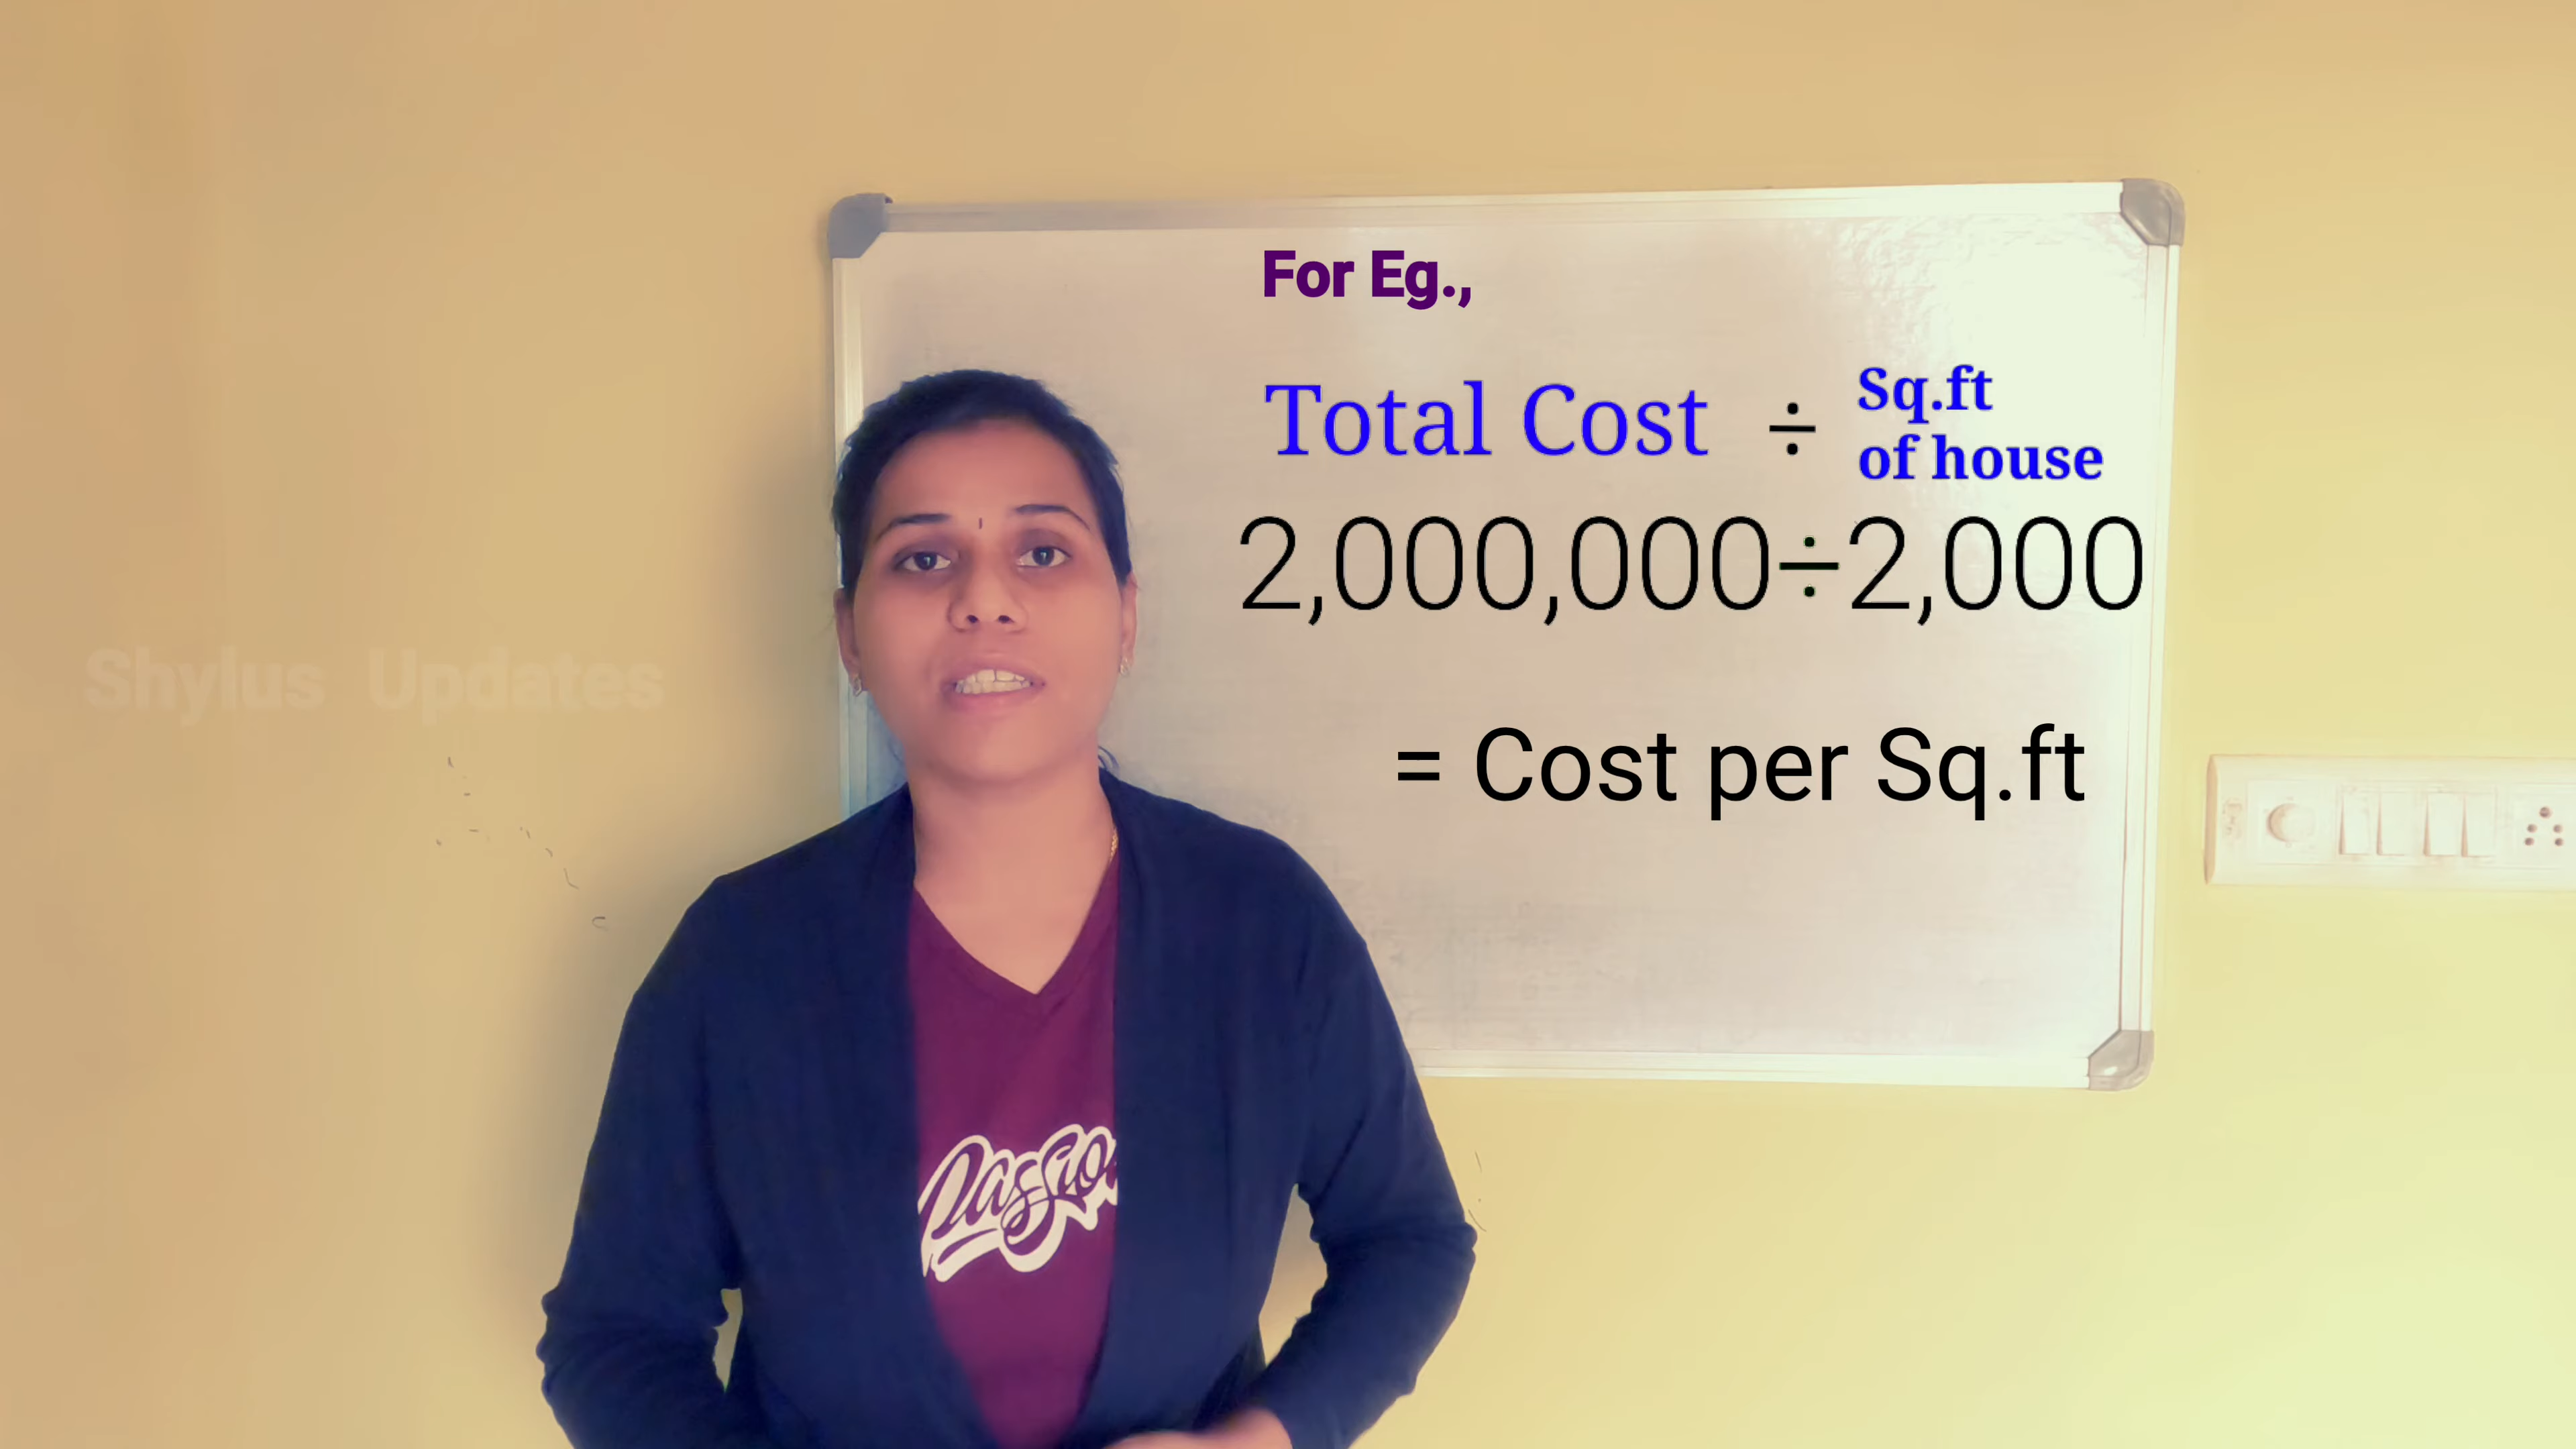 For Eg.,
Total Cost ÷ Sq.ft
of house
2,000,000÷2,000
= Cost per Sq.ft
Shylus Updates